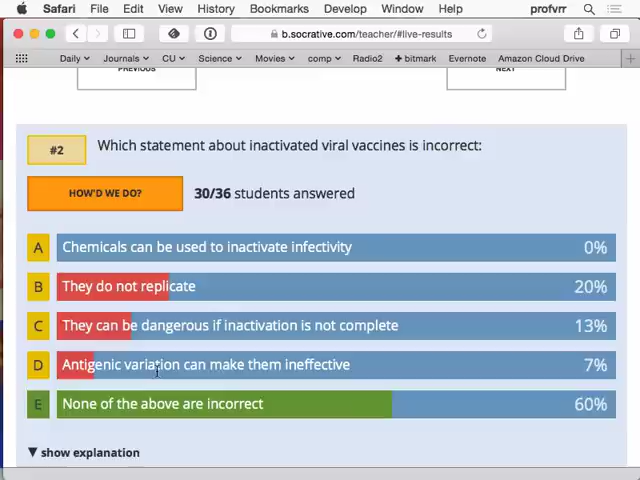 Safari File Edit View History Bookmarks Develop Window Help profvrr
b.socrative.com/teacher/#live-results
Daily Journals CU Science Movies comp Radio2 bitmark Evernote Amazon Cloud Drive
PREVIOUS NEXT
#2 Which statement about inactivated viral vaccines is incorrect:
HOW'D WE DO? 30/36 students answered
A Chemicals can be used to inactivate infectivity 0%
B They do not replicate 20%
C They can be dangerous if inactivation is not complete 13%
D Antigenic variation can make them ineffective 7%
E None of the above are incorrect 60%
▼ show explanation